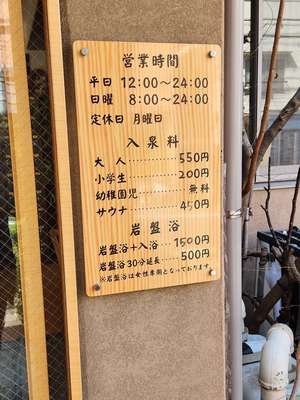 営業時間
平日 12:00～24:00
日曜 8:00～24:00
定休日 月曜日
入泉料
大人………………550円
小学生……………200円
幼稚園児…………無料
サウナ……………450円
岩盤浴
岩盤浴+入浴……1500円
岩盤浴30分延長……500円
※岩盤浴は女性専用となっております